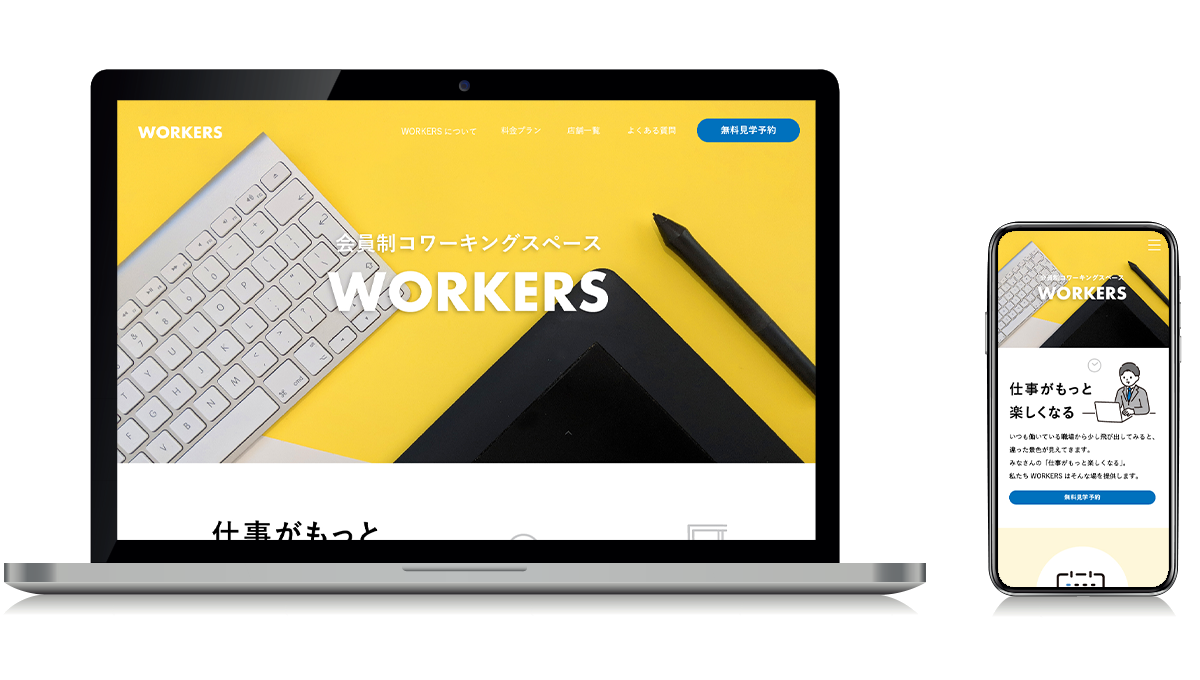 WORKERS
WORKERS について 料金プラン 店舗一覧 よくある質問 無料見学予約
会員制コワーキングスペース
WORKERS
仕事がもっと
会員制コワーキングスペース
WORKERS
仕事がもっと
楽しくなる
いつも働いている職場から少し飛び出してみると、
違った景色が見えてきます。
みなさんの「仕事がもっと楽しくなる」。
私たち WORKERS はそんな場を提供します。
無料見学予約